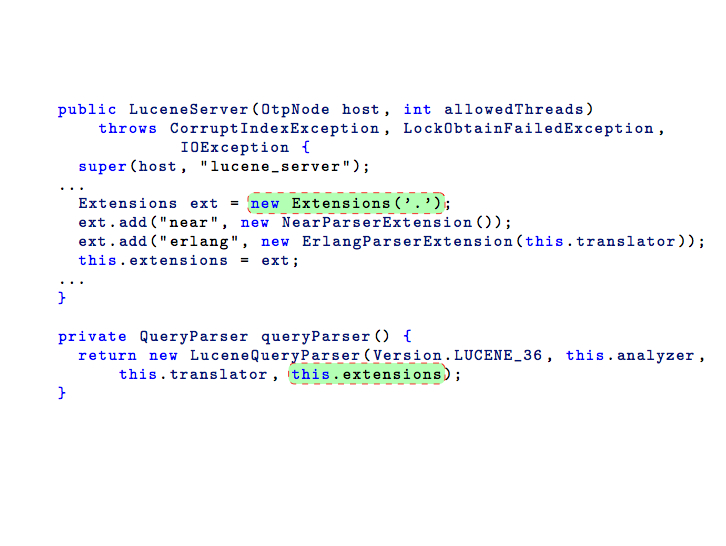 public LuceneServer(OtpNode host, int allowedThreads)
throws CorruptIndexException, LockObtainFailedException,
IOException {
super(host, "lucene_server");
...
Extensions ext = new Extensions('.');
ext.add("near", new NearParserExtension());
ext.add("erlang", new ErlangParserExtension(this.translator));
this.extensions = ext;
...
}
private QueryParser queryParser() {
return new LuceneQueryParser(Version.LUCENE_36, this.analyzer,
this.translator, this.extensions);
}